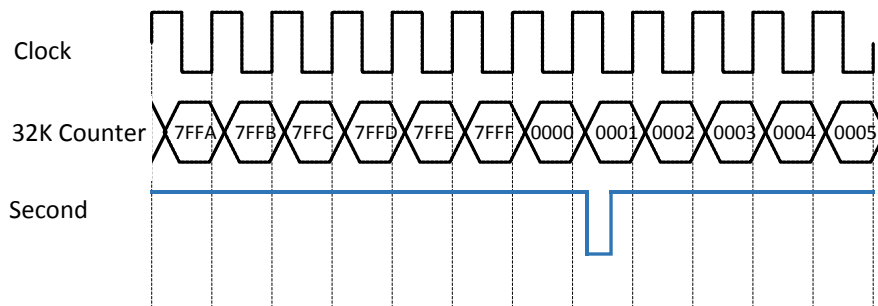 Clock
32K Counter 7FFA 7FFB 7FFC 7FFD 7FFE 7FFF 0000 0001 0002 0003 0004 0005
Second